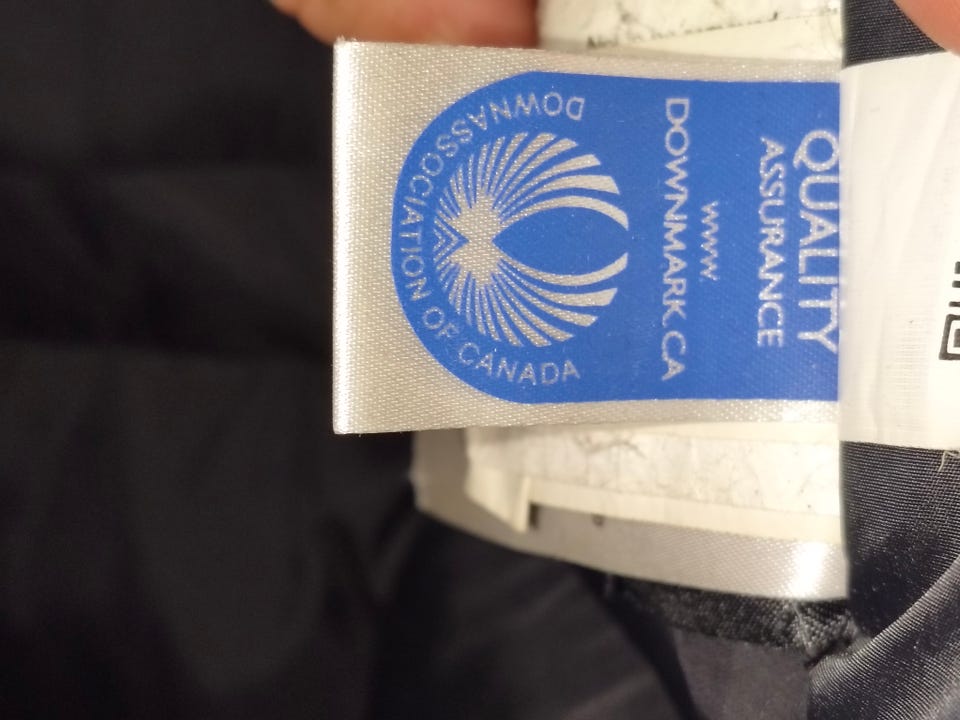 DOWN ASSOCIATION OF CANADA
WWW.
DOWNMARK.CA
QUALITY
ASSURANCE